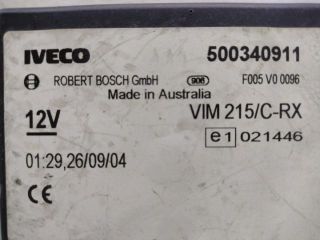 IVECO 500340911
ROBERT BOSCH GmbH 906 F005 V0 0096
Made in Australia
12V VIM 215/C-RX
e1 021446
01:29,26/09/04
CE